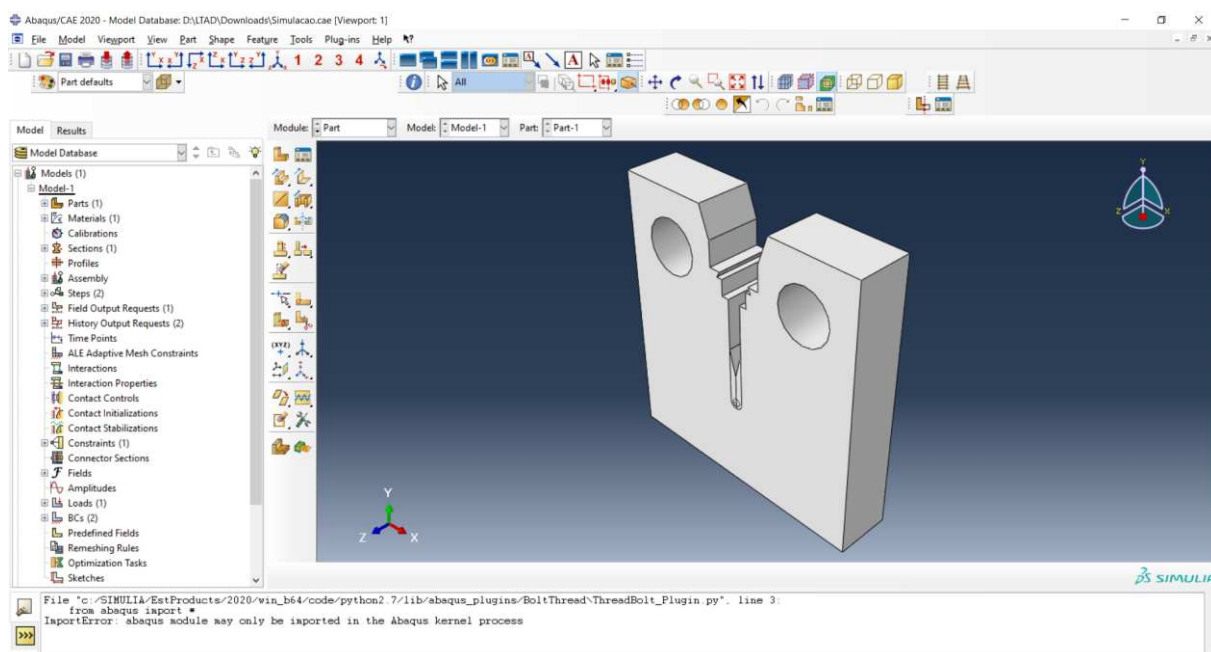 Abaqus/CAE 2020 - Model Database: D:\LTAD\Downloads\Simulacao.cae [Viewport: 1]
File Model Viewport View Part Shape Feature Tools Plug-ins Help
1 2 3 4 A
Part defaults All
Model Results Module: Part Model: Model-1 Part: Part-1
Model Database
Models (1)
Model-1
Parts (1)
Materials (1)
Calibrations
Sections (1)
Profiles
Assembly
Steps (2)
Field Output Requests (1)
History Output Requests (2)
Time Points
ALE Adaptive Mesh Constraints
Interactions
Interaction Properties
Contact Controls
Contact Initializations
Contact Stabilizations
Constraints (1)
Connector Sections
Fields
Amplitudes
Loads (1)
BCs (2)
Predefined Fields
Remeshing Rules
Optimization Tasks
Sketches
(XYZ)
Y
Z X
Y
Z X
SIMULIA
File "c:/SIMULIA/EstProducts/2020/win_b64/code/python2.7/lib/abaqus_plugins/BoltThread\ThreadBolt_Plugin.py", line 3:
from abaqus import *
ImportError: abaqus module may only be imported in the Abaqus kernel process
>>>